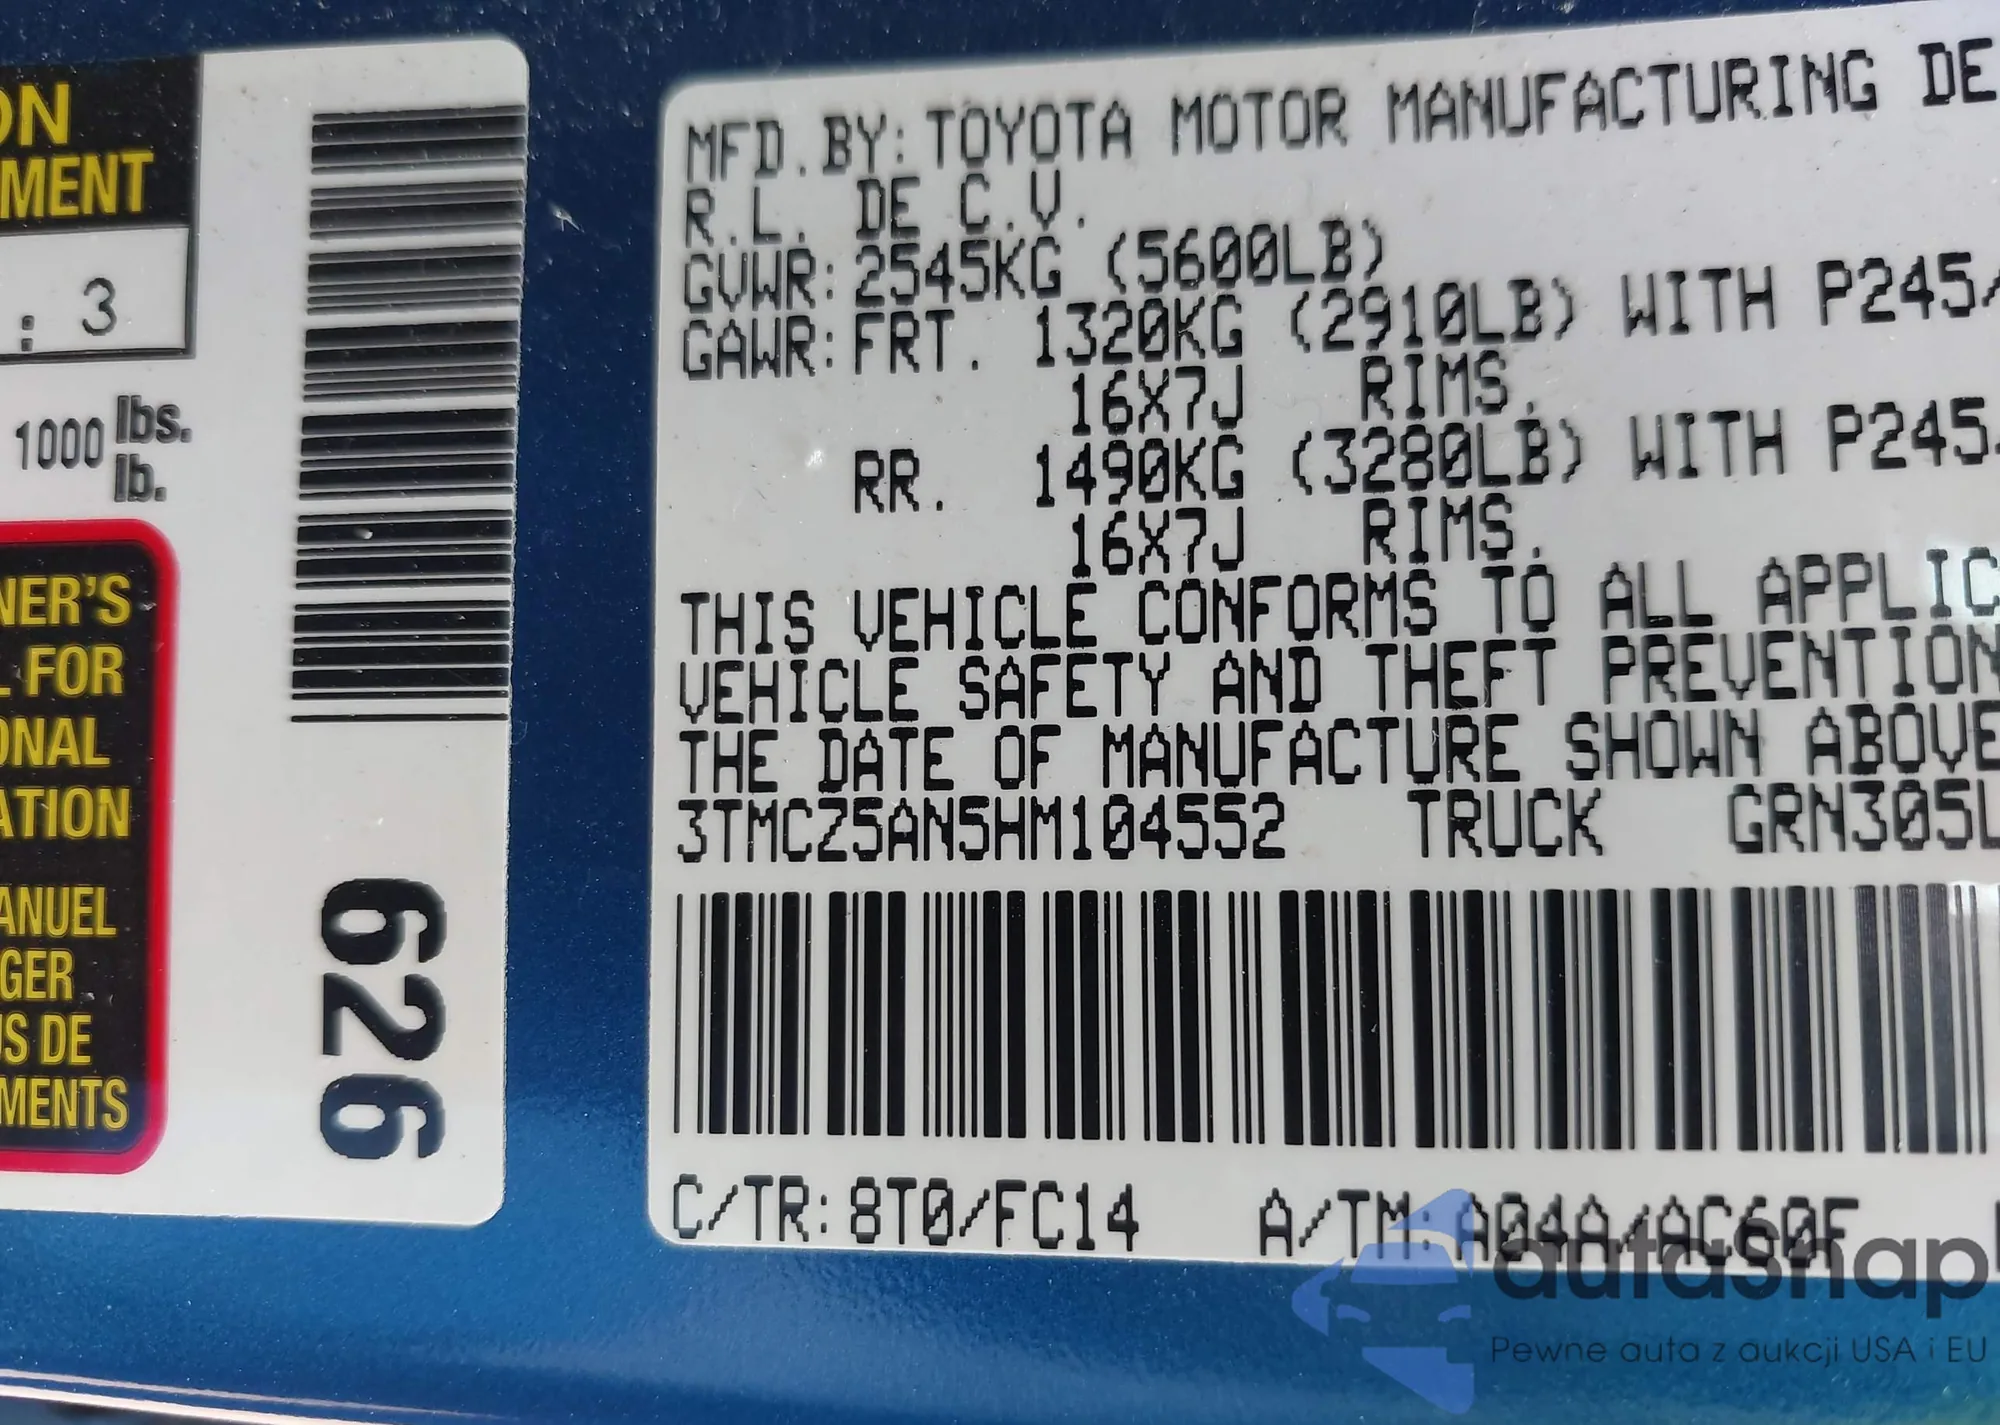 ON
MENT
: 3
1000 lbs.
lb.
NER'S
L FOR
ONAL
ATION
ANUEL
GER
US DE
MENTS
626
MFD.BY:TOYOTA MOTOR MANUFACTURING DE
R.L. DE C.V.
GVWR:2545KG (5600LB)
GAWR:FRT. 1320KG (2910LB) WITH P245/
16X7J RIMS.
RR. 1490KG (3280LB) WITH P245
16X7J RIMS.
THIS VEHICLE CONFORMS TO ALL APPLIC
VEHICLE SAFETY AND THEFT PREVENTION
THE DATE OF MANUFACTURE SHOWN ABOVE
3TMCZ5AN5HM104552 TRUCK GRN305L
C/TR:8T0/FC14 A/TM:A04A/AC60F
autasnap
Pewne auta z aukcji USA i EU